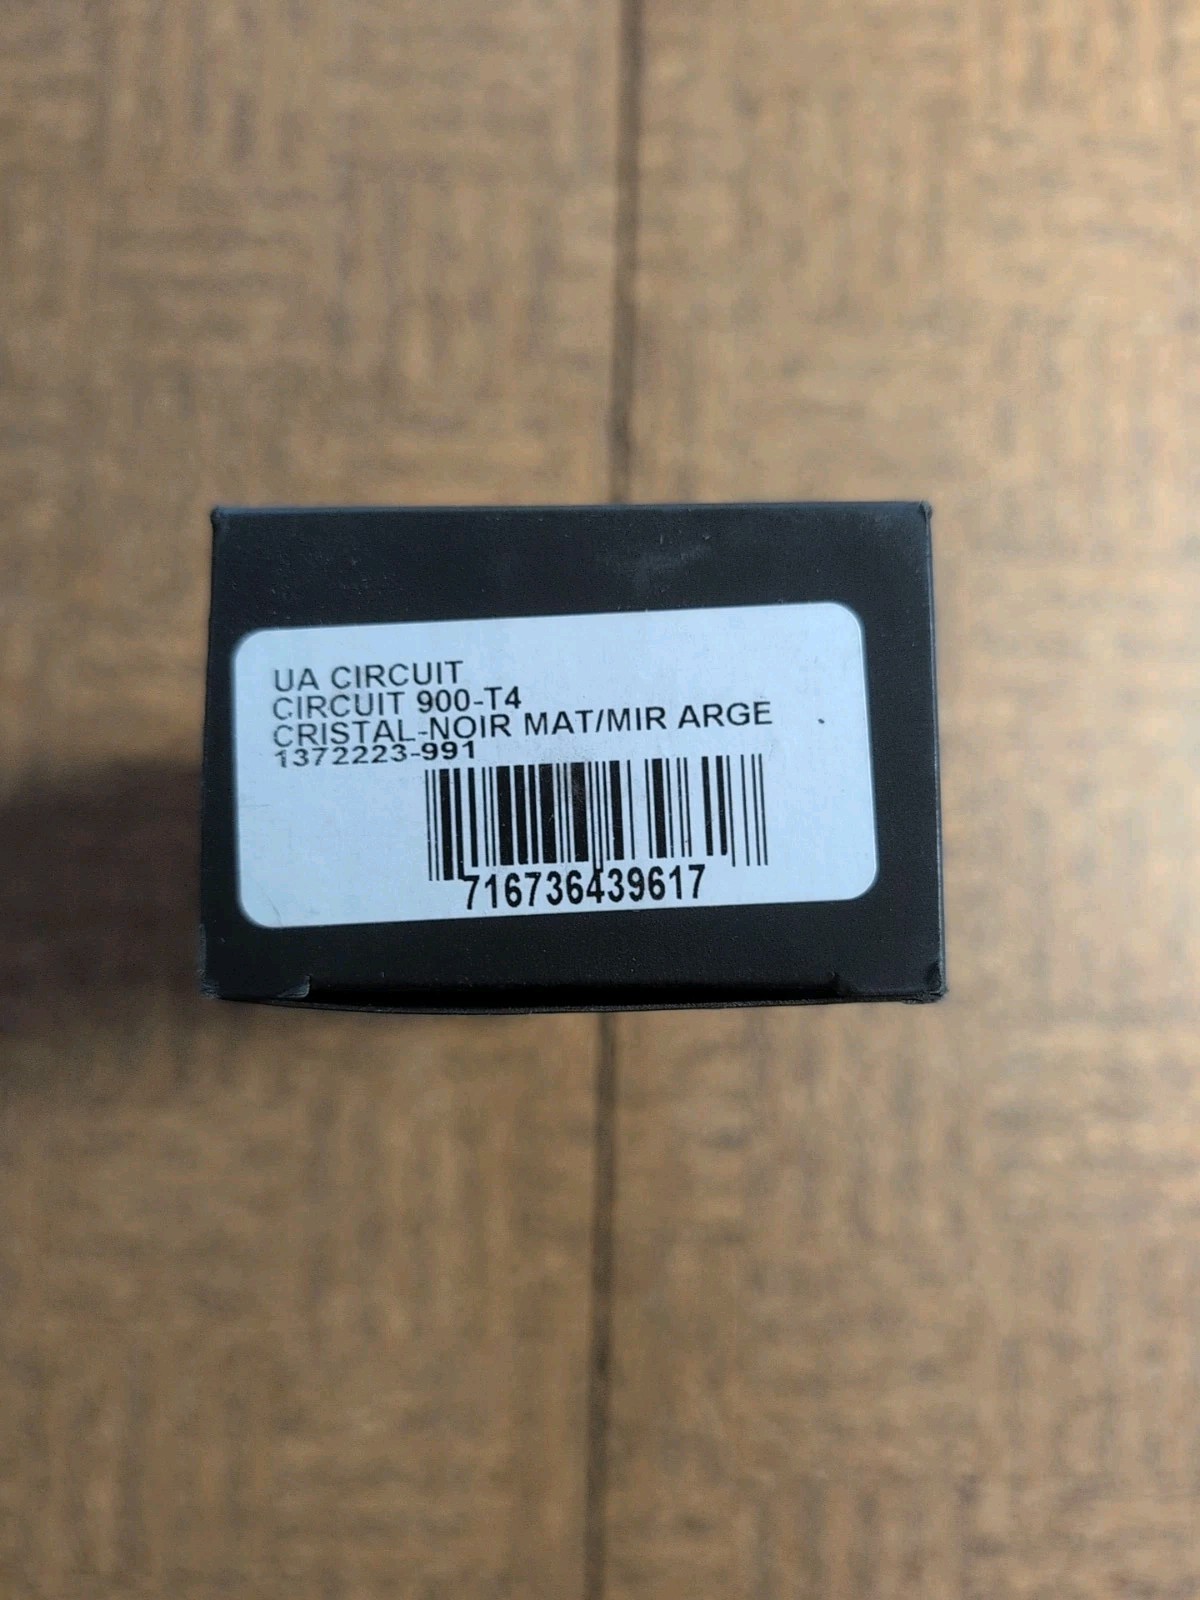 UA CIRCUIT
CIRCUIT 900-T4
CRISTAL-NOIR MAT/MIR ARGE
1372223-991
716736439617